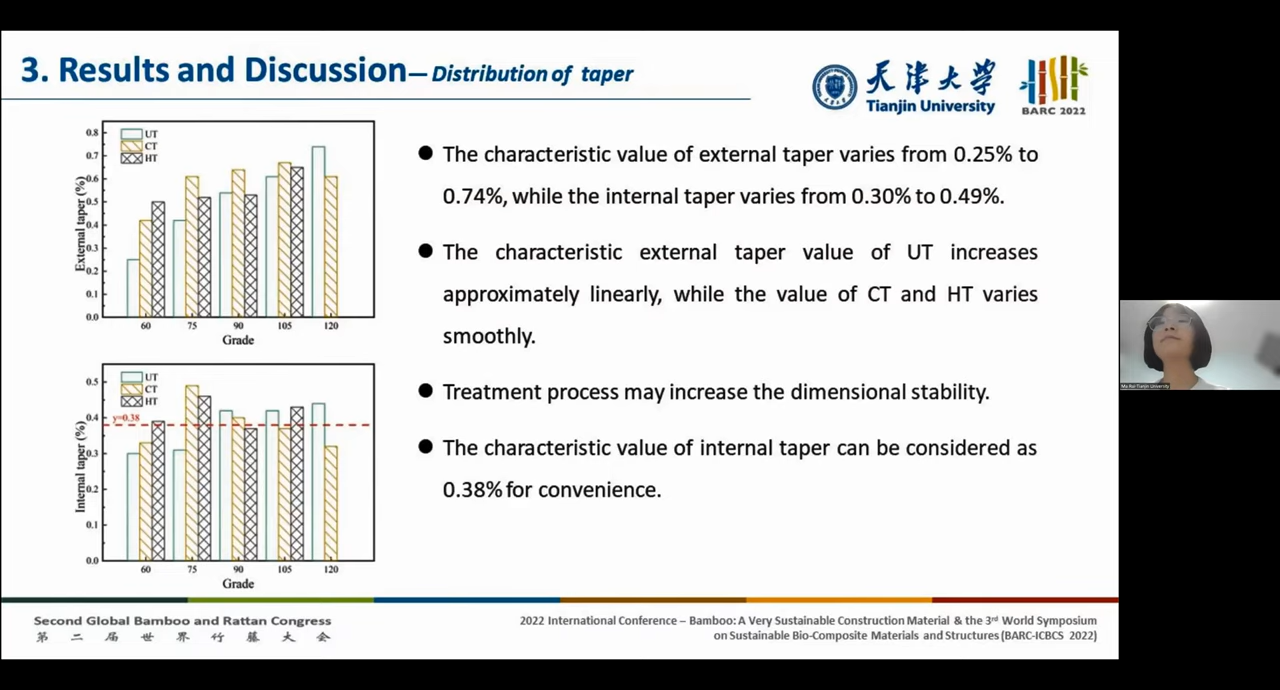 3. Results and Discussion— Distribution of taper
天津大学
Tianjin University
BARC 2022
0.8
0.7
0.6
0.5
0.4
0.3
0.2
0.1
0.0
External taper (%)
UT
CT
HT
60 75 90 105 120
Grade
0.5
0.4
0.3
0.2
0.1
0.0
Internal taper (%)
UT
CT
HT
y=0.38
60 75 90 105 120
Grade
● The characteristic value of external taper varies from 0.25% to
0.74%, while the internal taper varies from 0.30% to 0.49%.
● The characteristic external taper value of UT increases
approximately linearly, while the value of CT and HT varies
smoothly.
● Treatment process may increase the dimensional stability.
● The characteristic value of internal taper can be considered as
0.38% for convenience.
Ma Rui-Tianjin University
Second Global Bamboo and Rattan Congress
第二届世界竹藤大会
2022 International Conference – Bamboo: A Very Sustainable Construction Material & the 3rd World Symposium
on Sustainable Bio-Composite Materials and Structures (BARC-ICBCS 2022)